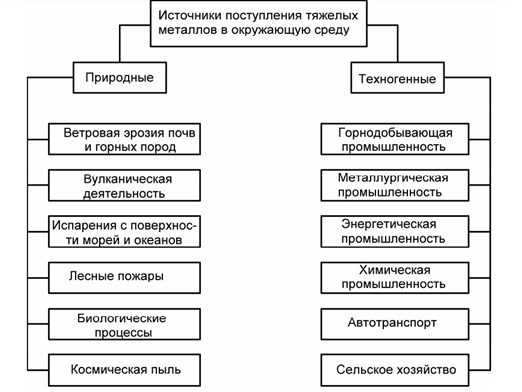 Источники поступления тяжелых
металлов в окружающую среду
Природные
Техногенные
Ветровая эрозия почв
и горных пород
Вулканическая
деятельность
Испарения с поверхнос-
ти морей и океанов
Лесные пожары
Биологические
процессы
Космическая пыль
Горнодобывающая
промышленность
Металлургическая
промышленность
Энергетическая
промышленность
Химическая
промышленность
Автотранспорт
Сельское хозяйство